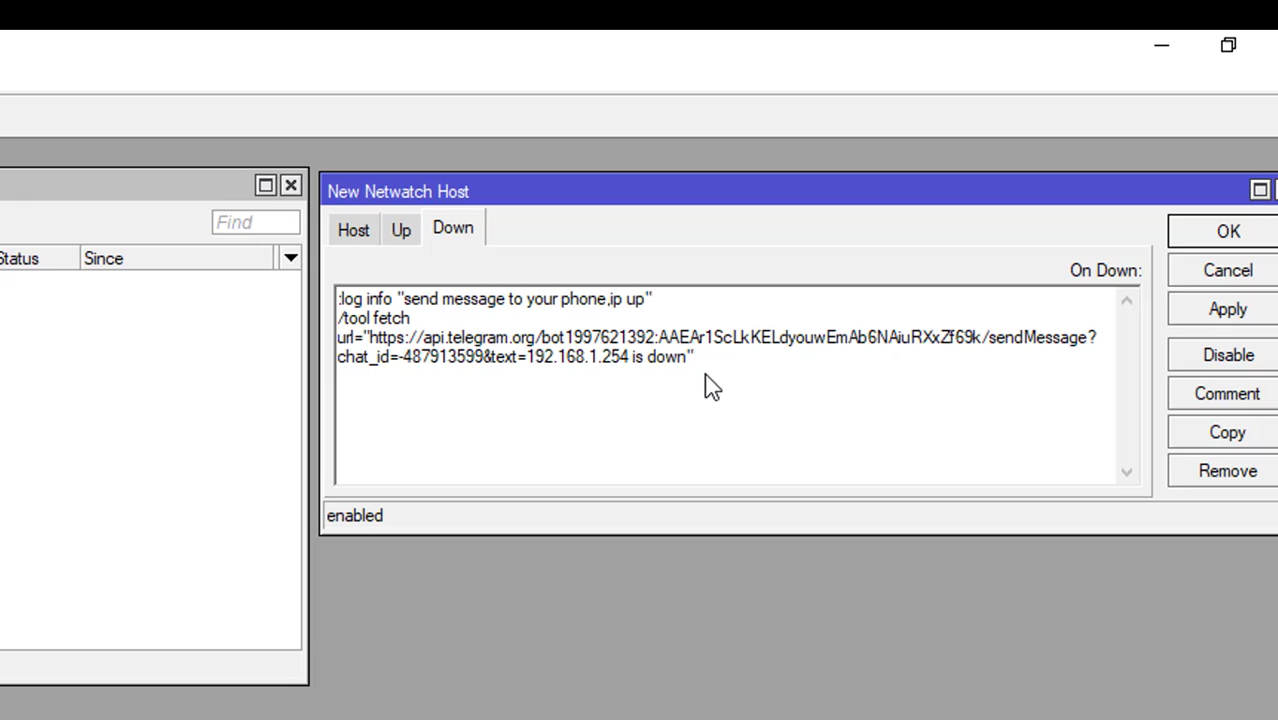 New Netwatch Host
Find
Host Up Down
OK
Status Since
Cancel
On Down:
:log info "send message to your phone,ip up"
/tool fetch
url="https://api.telegram.org/bot1997621392:AAEAr1ScLkKELdyouwEmAb6NAiuRXxZf69k/sendMessage?
chat_id=-487913599&text=192.168.1.254 is down"
Apply
Disable
Comment
Copy
Remove
enabled